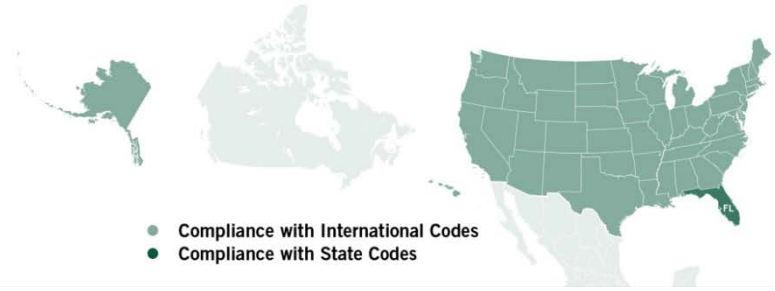 FL
Compliance with International Codes
Compliance with State Codes